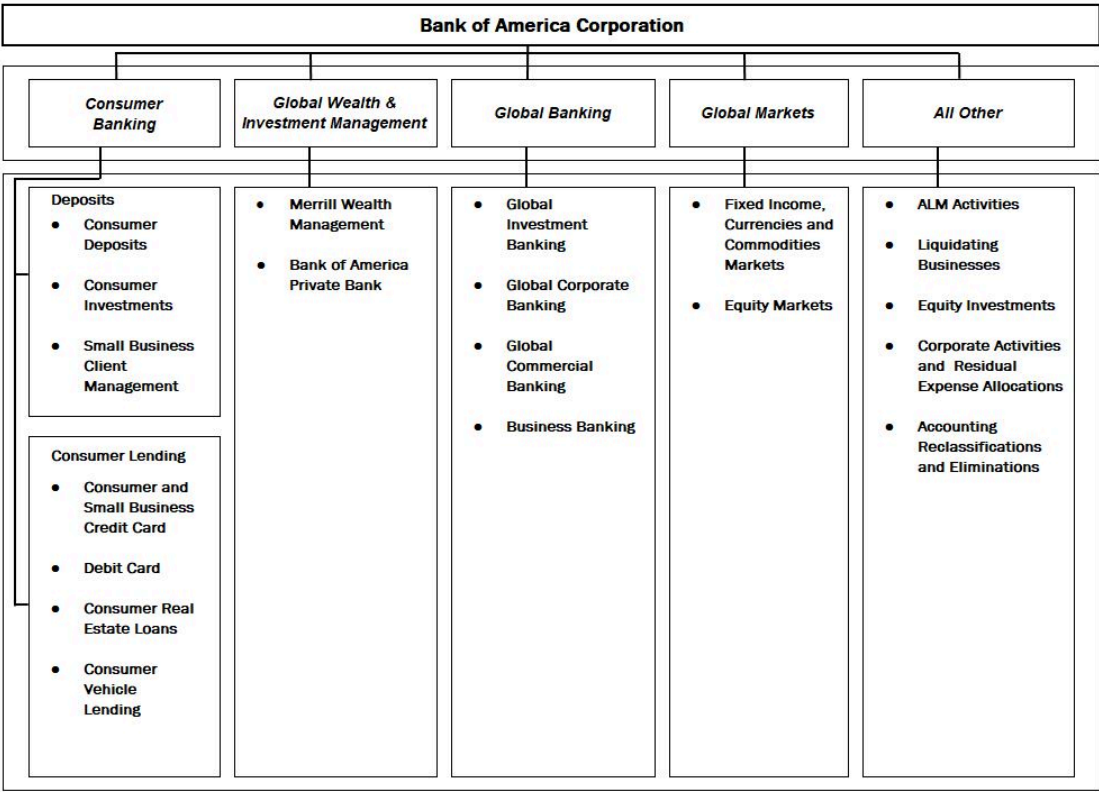 Bank of America Corporation
Consumer
Banking
Global Wealth &
Investment Management
Global Banking
Global Markets
All Other
Deposits
● Consumer
Deposits
● Consumer
Investments
● Small Business
Client
Management
Consumer Lending
● Consumer and
Small Business
Credit Card
● Debit Card
● Consumer Real
Estate Loans
● Consumer
Vehicle
Lending
● Merrill Wealth
Management
● Bank of America
Private Bank
● Global
Investment
Banking
● Global Corporate
Banking
● Global
Commercial
Banking
● Business Banking
● Fixed Income,
Currencies and
Commodities
Markets
● Equity Markets
● ALM Activities
● Liquidating
Businesses
● Equity Investments
● Corporate Activities
and Residual
Expense Allocations
● Accounting
Reclassifications
and Eliminations